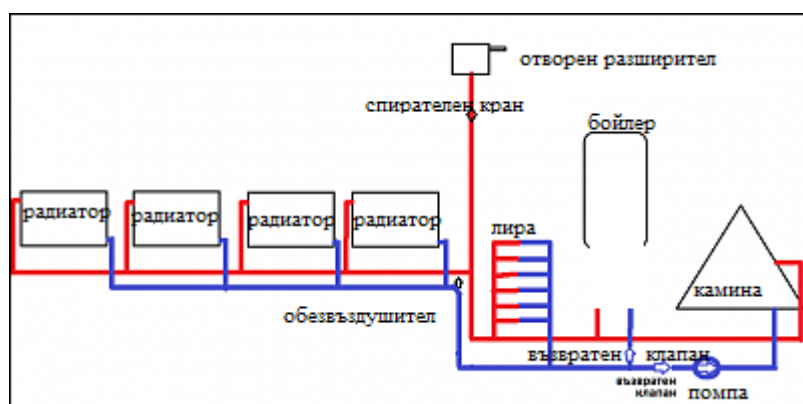 отворен разширител
спирателен кран
бойлер
радиатор
радиатор
радиатор
радиатор
лира
камина
обезвъздушител
възвратен клапан
възвратен
клапан
помпа